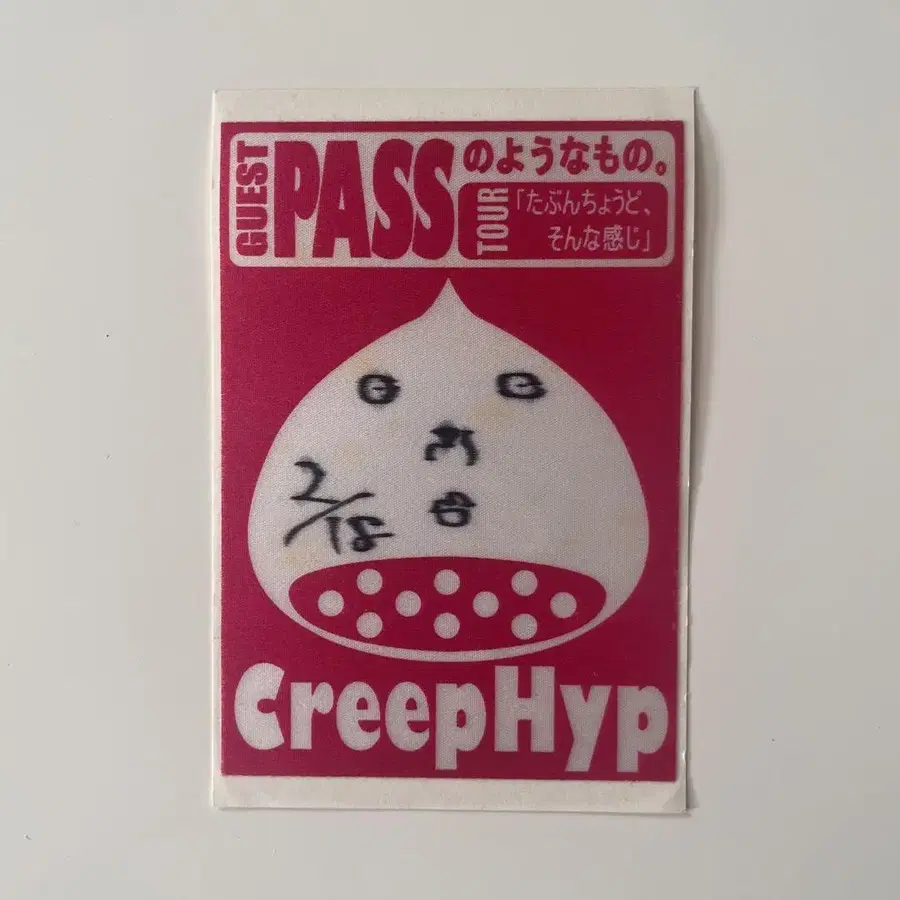 GUEST
PASS
のようなもの。
TOUR
「たぶんちょうど、
そんな感じ」
2/18
CreepHyp